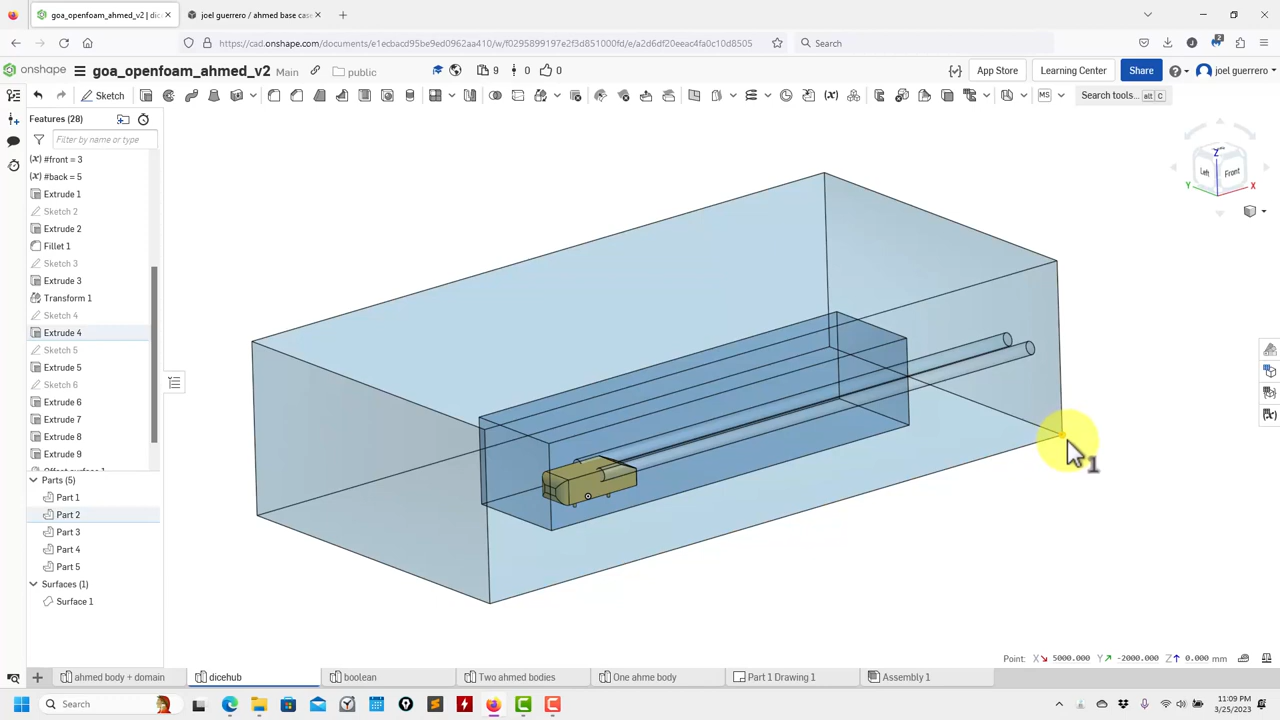 goa_openfoam_ahmed_v2 | dice
joel guerrero / ahmed base case
https://cad.onshape.com/documents/e1ecbacd95be9ed0962aa410/w/f0295899197e2f3d851000fd/e/a2d6df20eeac4fa0c10d8505
Search
onshape
goa_openfoam_ahmed_v2 Main
public
9
0
0
App Store
Learning Center
Share
joel guerrero
Sketch
Search tools...
alt C
Features (28)
Filter by name or type
(x) #front = 3
(x) #back = 5
Extrude 1
Sketch 2
Extrude 2
Fillet 1
Sketch 3
Extrude 3
Transform 1
Sketch 4
Extrude 4
Sketch 5
Extrude 5
Sketch 6
Extrude 6
Extrude 7
Extrude 8
Extrude 9
Offset surface 1
Parts (5)
Part 1
Part 2
Part 3
Part 4
Part 5
Surfaces (1)
Surface 1
Z
Left
Front
Y
X
1
Point: X 5000.000 Y -2000.000 Z 0.000 mm
ahmed body + domain
dicehub
boolean
Two ahmed bodies
One ahme body
Part 1 Drawing 1
Assembly 1
Search
11:09 PM
3/25/2023